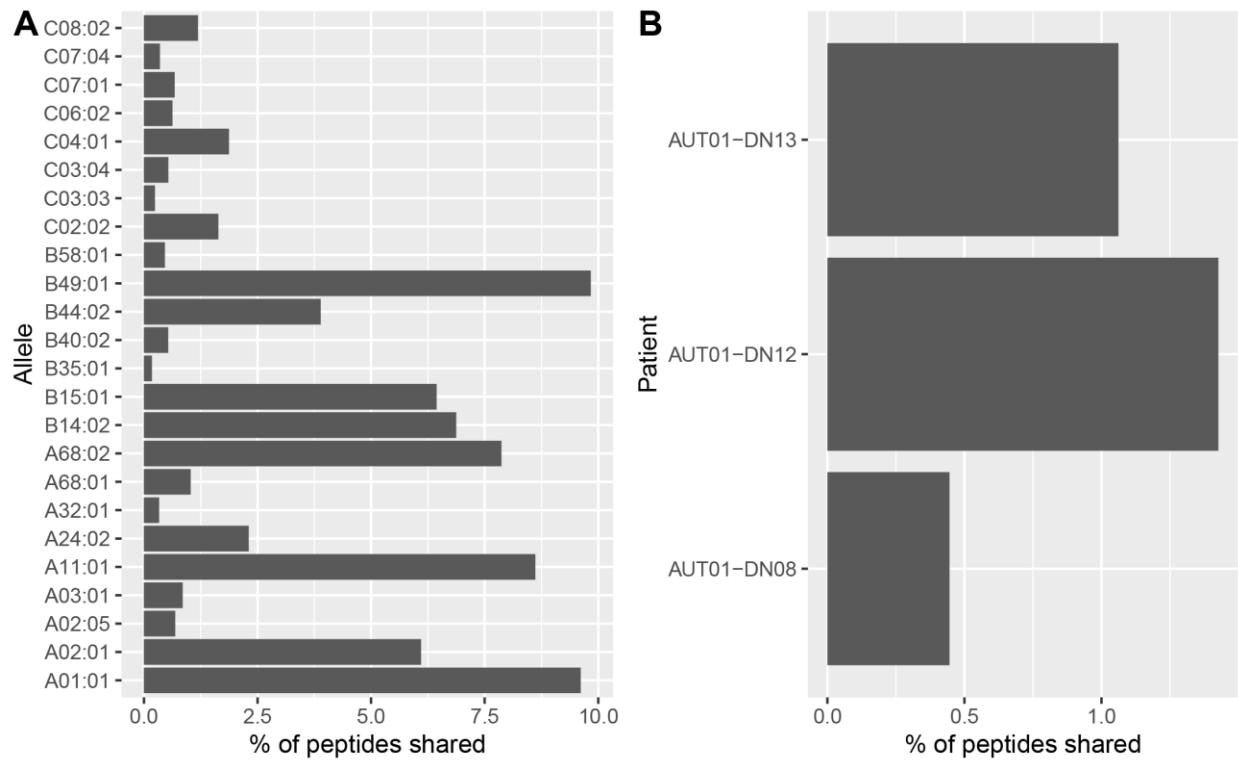 A
C08:02
C07:04
C07:01
C06:02
C04:01
C03:04
C03:03
C02:02
B58:01
B49:01
B44:02
B40:02
B35:01
B15:01
B14:02
A68:02
A68:01
A32:01
A24:02
A11:01
A03:01
A02:05
A02:01
A01:01
Allele
0.0 2.5 5.0 7.5 10.0
% of peptides shared
B
AUT01−DN13
AUT01−DN12
AUT01−DN08
Patient
0.0 0.5 1.0
% of peptides shared